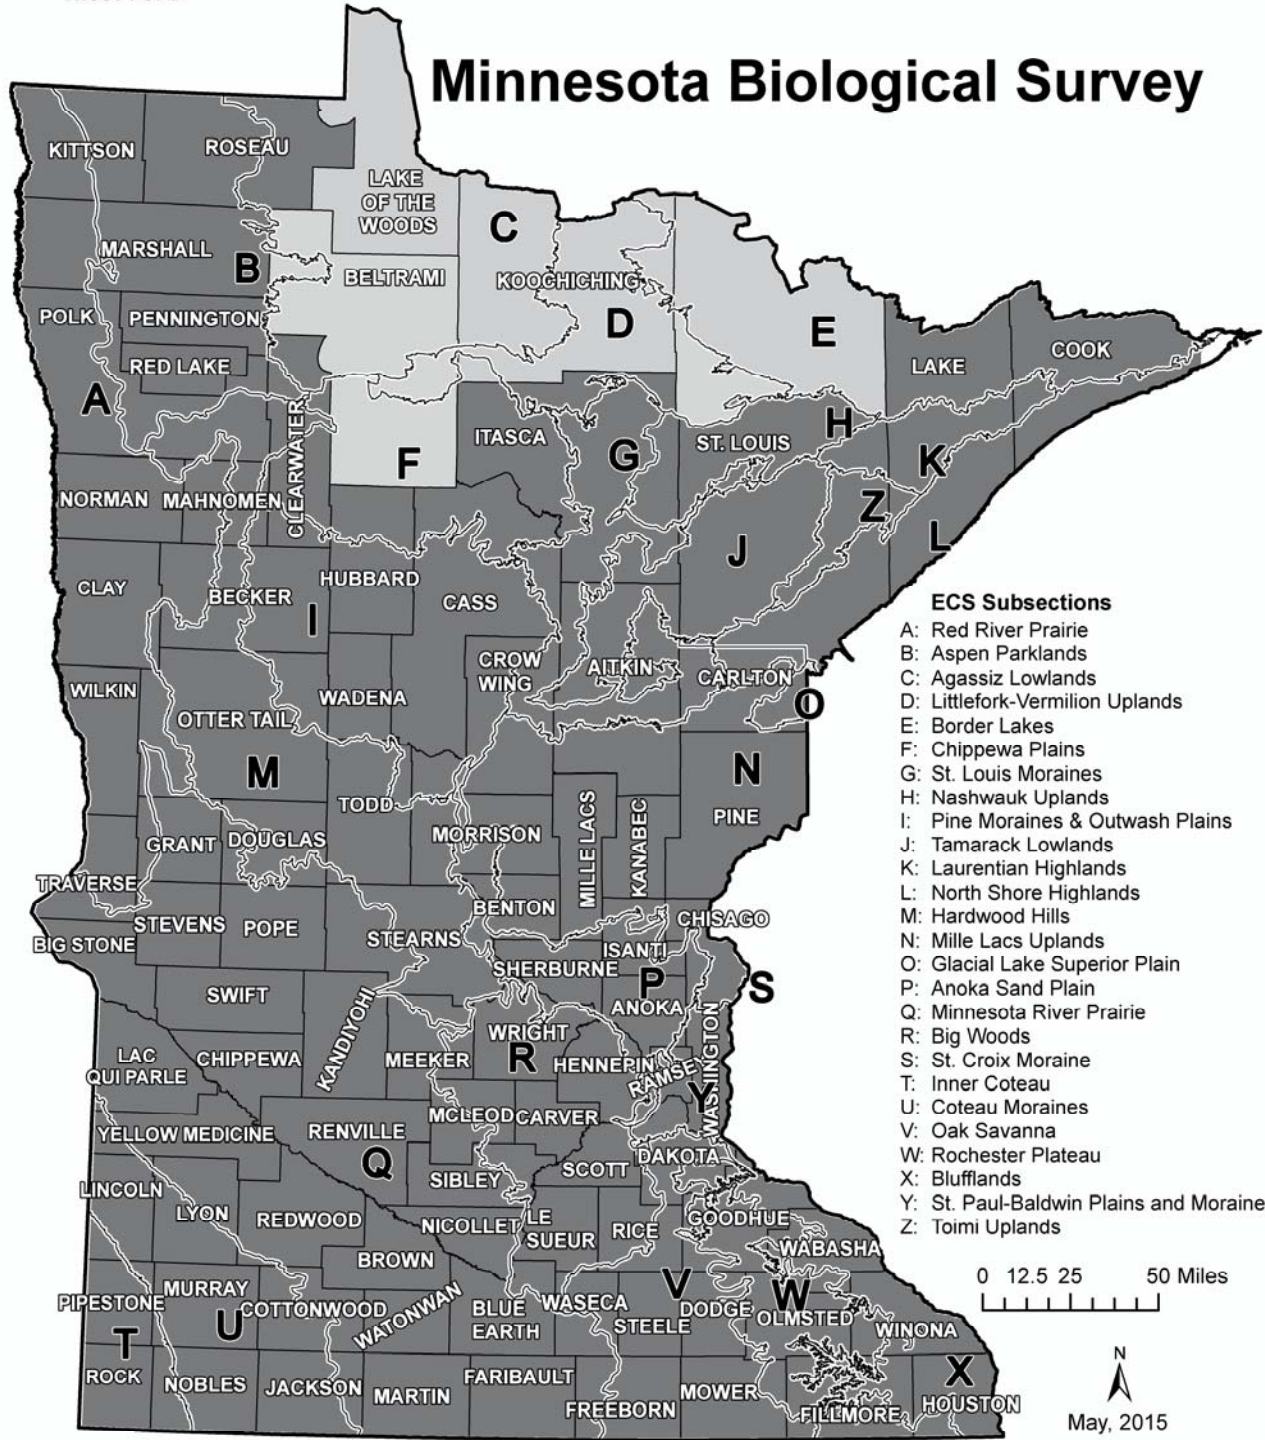 Minnesota Biological Survey
KITTSON
ROSEAU
LAKE
OF THE
WOODS
C
MARSHALL
B
BELTRAMI
KOOCHICHING
POLK
PENNINGTON
D
E
RED LAKE
LAKE
COOK
A
CLEARWATER
ITASCA
H
ST. LOUIS
F
G
K
NORMAN
MAHNOMEN
Z
L
J
CLAY
BECKER
HUBBARD
CASS
I
CROW
WING
AITKIN
CARLTON
WILKIN
WADENA
O
OTTER TAIL
M
N
TODD
PINE
GRANT
DOUGLAS
MORRISON
MILLE LACS
KANABEC
TRAVERSE
STEVENS
POPE
BENTON
CHISAGO
BIG STONE
STEARNS
ISANTI
SHERBURNE
P
S
SWIFT
ANOKA
KANDIYOHI
WRIGHT
WASHINGTON
LAC
QUI PARLE
CHIPPEWA
MEEKER
R
HENNEPIN
RAMSE
Y
MCLEOD
CARVER
YELLOW MEDICINE
RENVILLE
Q
DAKOTA
SCOTT
SIBLEY
LINCOLN
LYON
REDWOOD
NICOLLET
LE
SUEUR
RICE
GOODHUE
WABASHA
BROWN
MURRAY
PIPESTONE
COTTONWOOD
WATONWAN
BLUE
EARTH
WASECA
STEELE
V
DODGE
W
OLMSTED
WINONA
T
U
ROCK
NOBLES
JACKSON
MARTIN
FARIBAULT
FREEBORN
MOWER
FILLMORE
X
HOUSTON
ECS Subsections
A: Red River Prairie
B: Aspen Parklands
C: Agassiz Lowlands
D: Littlefork-Vermilion Uplands
E: Border Lakes
F: Chippewa Plains
G: St. Louis Moraines
H: Nashwauk Uplands
I: Pine Moraines & Outwash Plains
J: Tamarack Lowlands
K: Laurentian Highlands
L: North Shore Highlands
M: Hardwood Hills
N: Mille Lacs Uplands
O: Glacial Lake Superior Plain
P: Anoka Sand Plain
Q: Minnesota River Prairie
R: Big Woods
S: St. Croix Moraine
T: Inner Coteau
U: Coteau Moraines
V: Oak Savanna
W: Rochester Plateau
X: Blufflands
Y: St. Paul-Baldwin Plains and Moraine
Z: Toimi Uplands
0 12.5 25 50 Miles
N
May, 2015